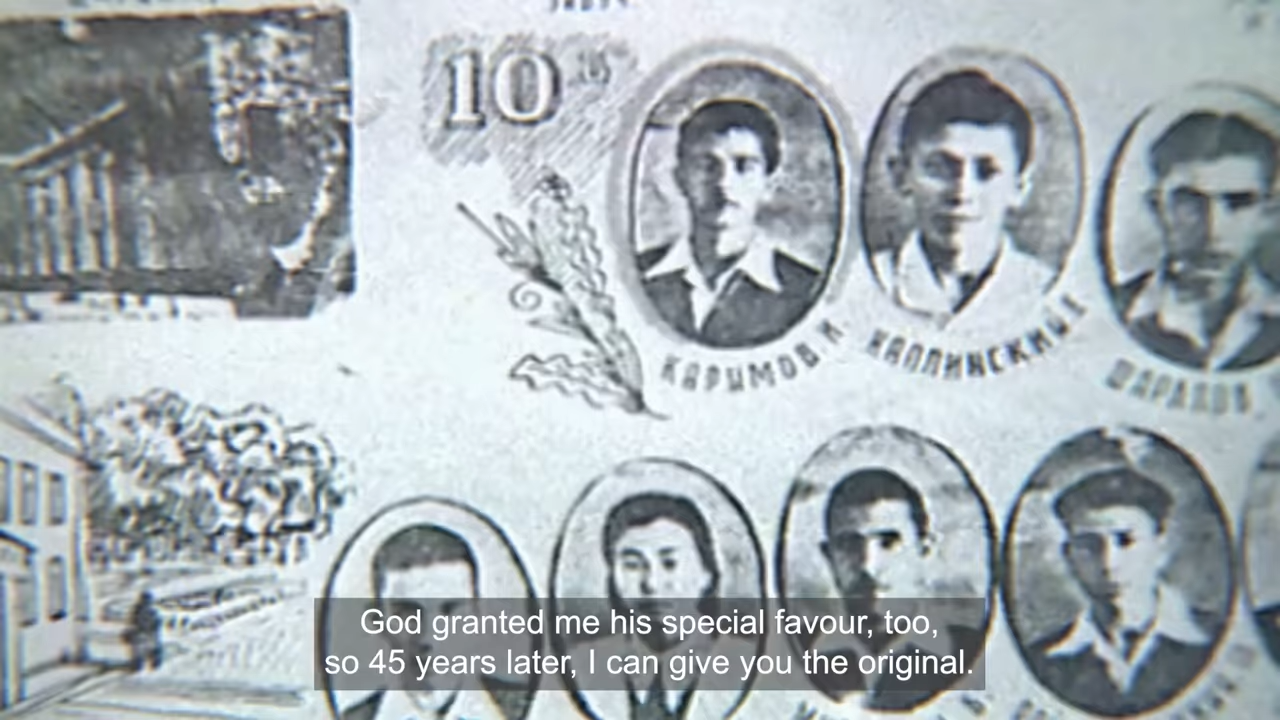 10
КАРИМОВ И
КАПЛИНСКИЙ
ШАРАХОВ
God granted me his special favour, too,
so 45 years later, I can give you the original.